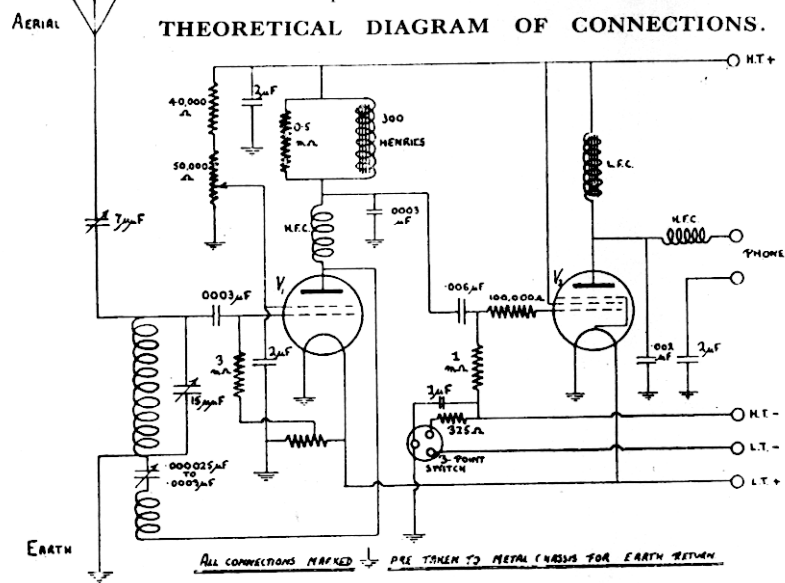 THEORETICAL DIAGRAM OF CONNECTIONS.
AERIAL
H.T+
40,000
Ω
2µF
0·5
mΩ
300
HENRIES
50,000
Ω
L.F.C.
7µµF
H.F.C.
.0003
µF
H.F.C
PHONE
V1
V2
.0003µF
.006µF
100,000Ω
3
mΩ
2µF
1
mΩ
.002
µF
2µF
15µµF
1µF
325Ω
H.T-
3-POINT
SWITCH
L.T.-
.000025µF
TO
.0003µF
L.T. +
EARTH
ALL CONNECTIONS MARKED ARE TAKEN TO METAL CHASSIS FOR EARTH RETURN